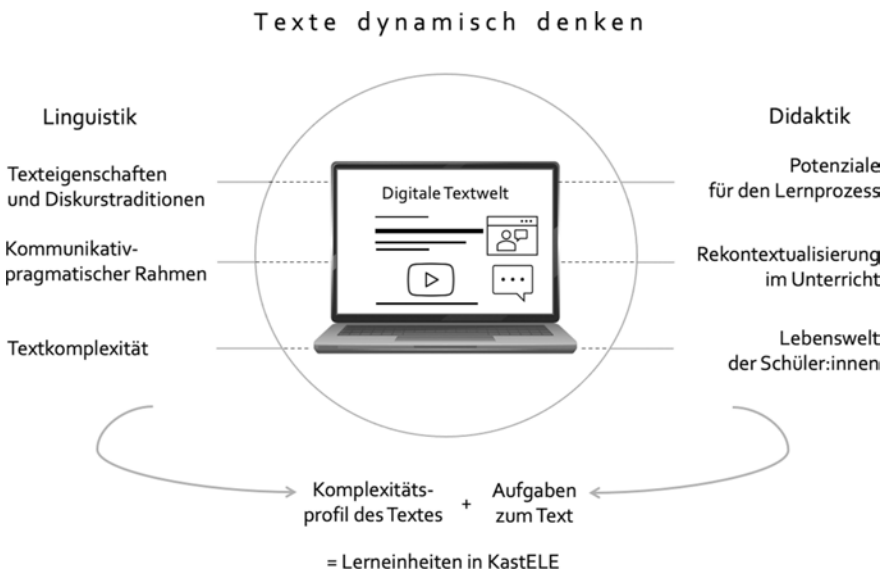 Texte dynamisch denken
Linguistik
Texteigenschaften
und Diskurstraditionen
Kommunikativ-
pragmatischer Rahmen
Textkomplexität
Digitale Textwelt
Didaktik
Potenziale
für den Lernprozess
Rekontextualisierung
im Unterricht
Lebenswelt
der Schüler:innen
Komplexitäts-
profil des Textes
+
Aufgaben
zum Text
= Lerneinheiten in KastELE